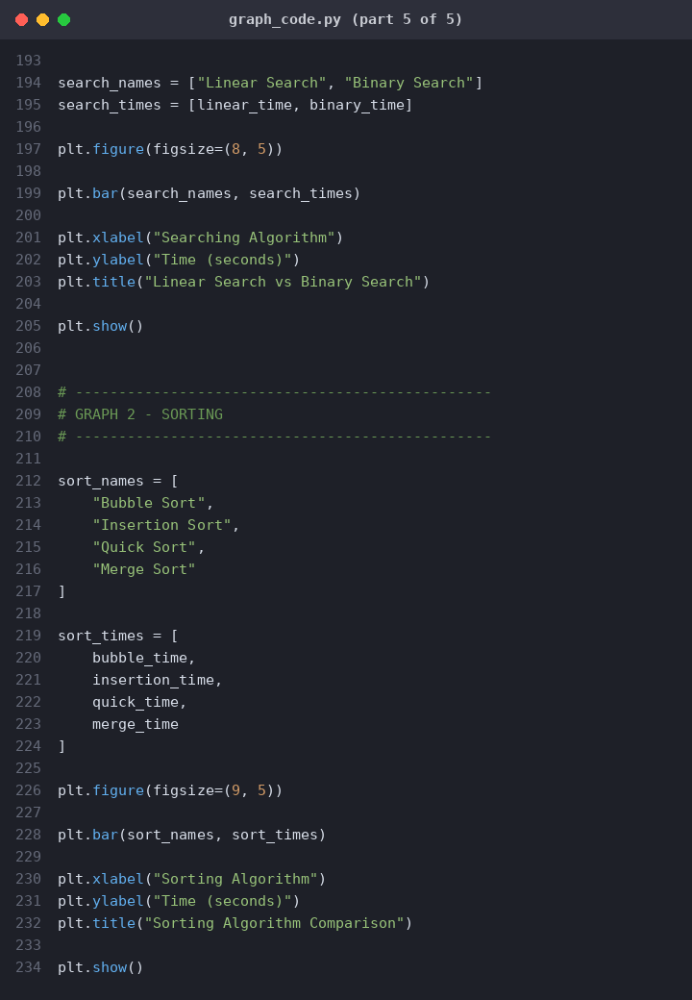 graph_code.py (part 5 of 5)
193
194 search_names = ["Linear Search", "Binary Search"]
195 search_times = [linear_time, binary_time]
196
197 plt.figure(figsize=(8, 5))
198
199 plt.bar(search_names, search_times)
200
201 plt.xlabel("Searching Algorithm")
202 plt.ylabel("Time (seconds)")
203 plt.title("Linear Search vs Binary Search")
204
205 plt.show()
206
207
208 # ------------------------------------------------
209 # GRAPH 2 - SORTING
210 # ------------------------------------------------
211
212 sort_names = [
213     "Bubble Sort",
214     "Insertion Sort",
215     "Quick Sort",
216     "Merge Sort"
217 ]
218
219 sort_times = [
220     bubble_time,
221     insertion_time,
222     quick_time,
223     merge_time
224 ]
225
226 plt.figure(figsize=(9, 5))
227
228 plt.bar(sort_names, sort_times)
229
230 plt.xlabel("Sorting Algorithm")
231 plt.ylabel("Time (seconds)")
232 plt.title("Sorting Algorithm Comparison")
233
234 plt.show()